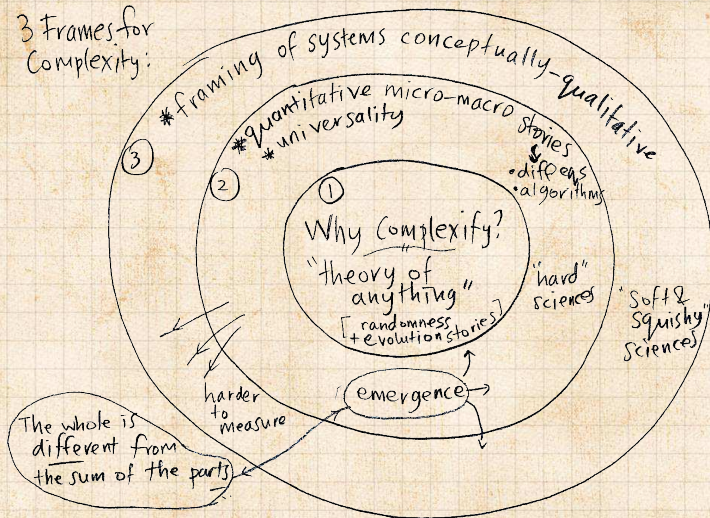 3 Frames for
Complexity:
③
* framing of systems conceptually-qualitative
②
* quantitative micro-macro stories
* universality
• diff eqs
• algorithms
①
Why Complexify?
"theory of
anything"
[randomness
+ evolution stories]
"hard"
sciences
"Soft &
Squishy"
sciences
harder
to
measure
emergence
The whole is
different from
the sum of the parts